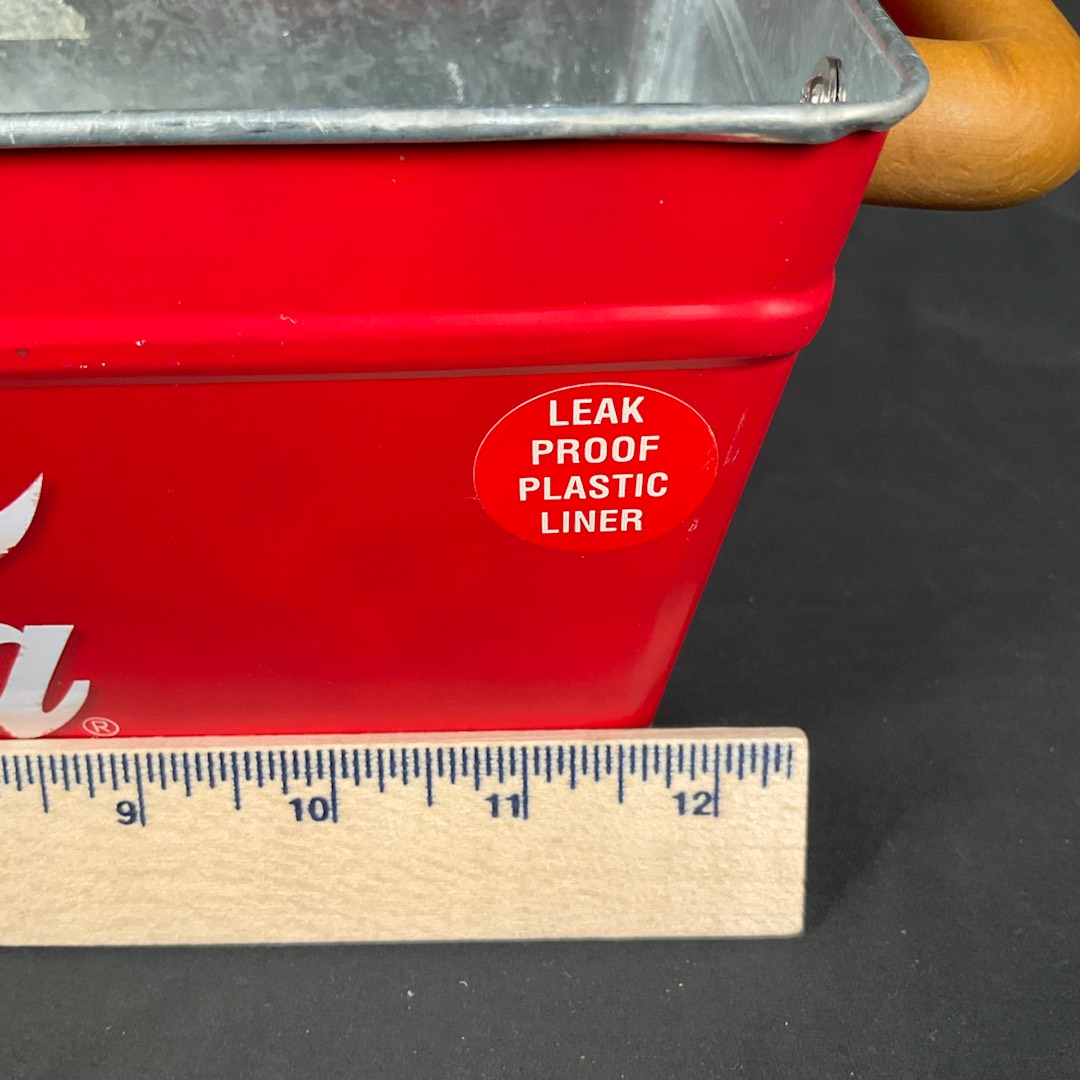 LEAK
PROOF
PLASTIC
LINER
a®
9 10 11 12